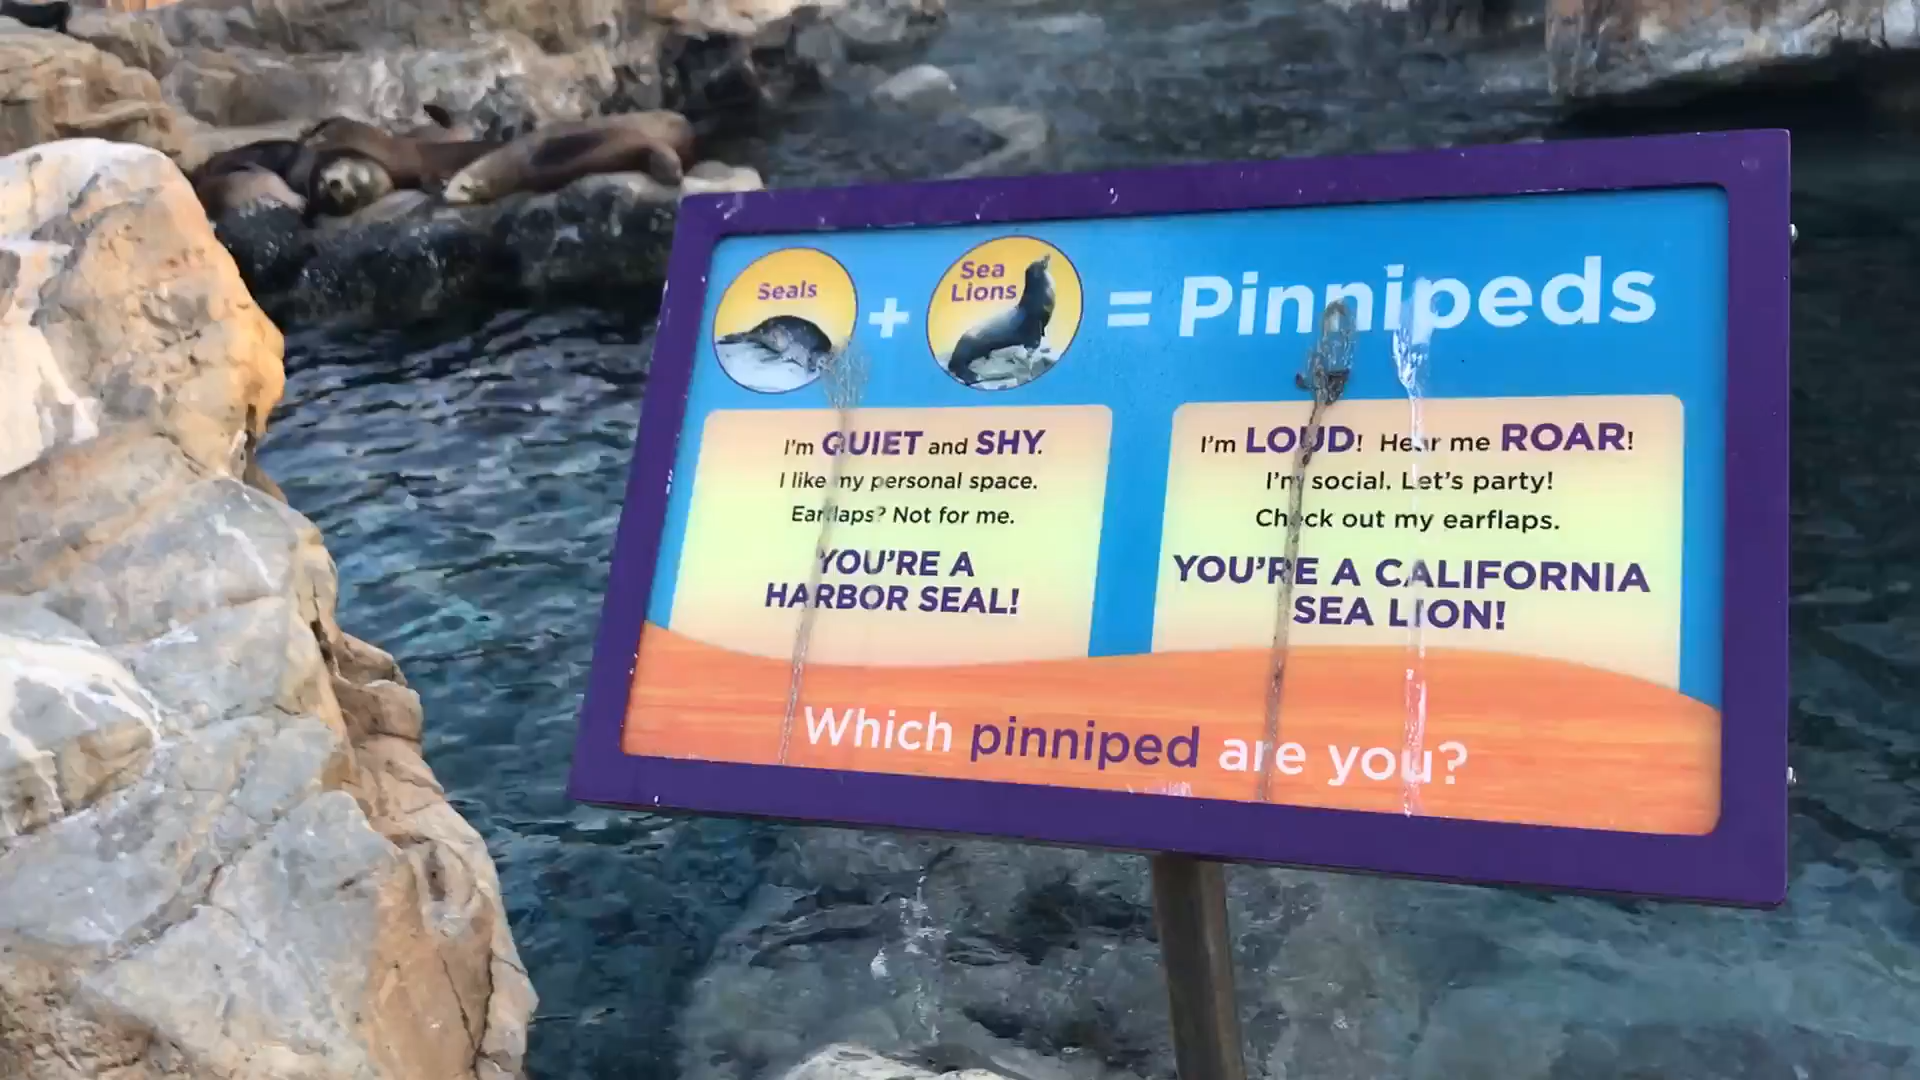 Seals
+
Sea
Lions
= Pinnipeds
I'm QUIET and SHY.
I like my personal space.
Earflaps? Not for me.
YOU'RE A
HARBOR SEAL!
I'm LOUD! Hear me ROAR!
I'm social. Let's party!
Check out my earflaps.
YOU'RE A CALIFORNIA
SEA LION!
Which pinniped are you?